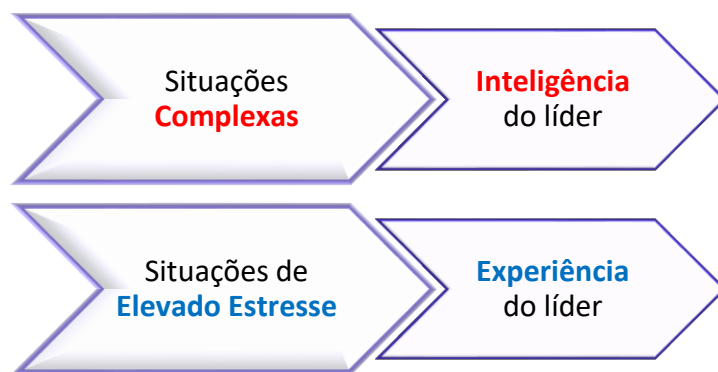 Situações
Complexas
Inteligência
do líder
Situações de
Elevado Estresse
Experiência
do líder